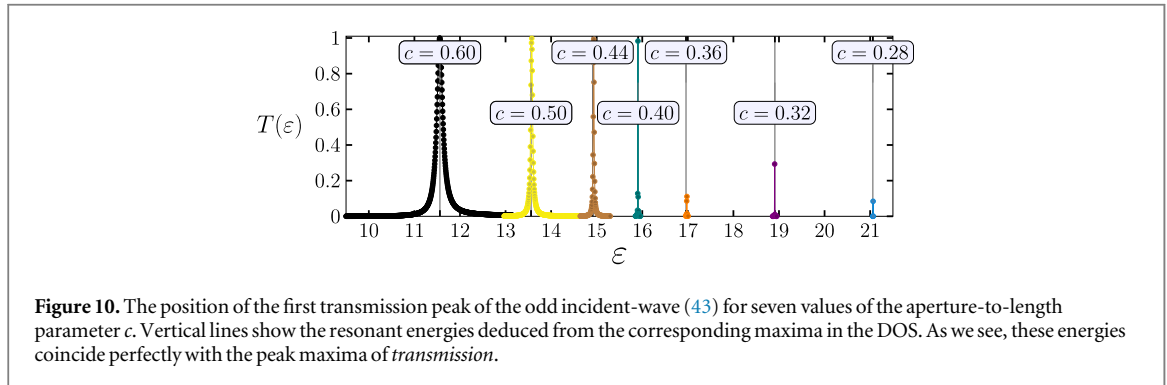 1
c = 0.60
c = 0.44
c = 0.36
c = 0.28
0.8
c = 0.50
c = 0.40
c = 0.32
0.6
T(ε)
0.4
0.2
0
10 11 12 13 14 15 16 17 18 19 20 21
ε
Figure 10. The position of the first transmission peak of the odd incident-wave (43) for seven values of the aperture-to-length
parameter c. Vertical lines show the resonant energies deduced from the corresponding maxima in the DOS. As we see, these energies
coincide perfectly with the peak maxima of transmission.